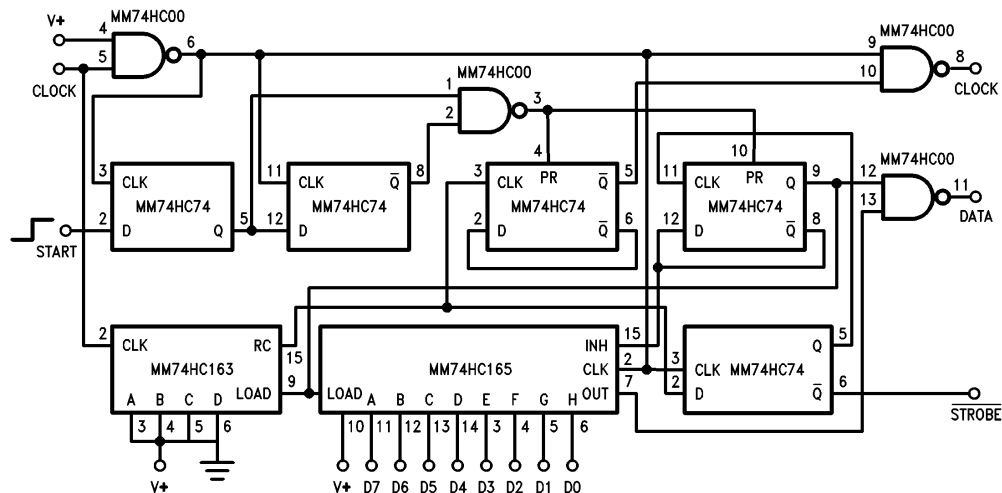 V+
4
5
CLOCK
MM74HC00
6
MM74HC00
1
2
3
MM74HC00
9
10
8
CLOCK
3
CLK
MM74HC74
2
D
Q
5
START
11
CLK
Q̅
8
MM74HC74
12
D
4
PR
3
CLK
Q̅
5
MM74HC74
2
D
Q̅
6
10
PR
11
CLK
Q
9
MM74HC74
12
D
Q̅
8
MM74HC00
12
13
11
DATA
2
CLK
RC
15
MM74HC163
LOAD
9
A B C D
3 4 5 6
V+
INH
15
CLK
2
OUT
7
MM74HC165
LOAD A B C D E F G H
10 11 12 13 14 3 4 5 6
V+ D7 D6 D5 D4 D3 D2 D1 D0
Q
5
3
CLK
MM74HC74
2
D
Q̅
6
S̅T̅R̅O̅B̅E̅